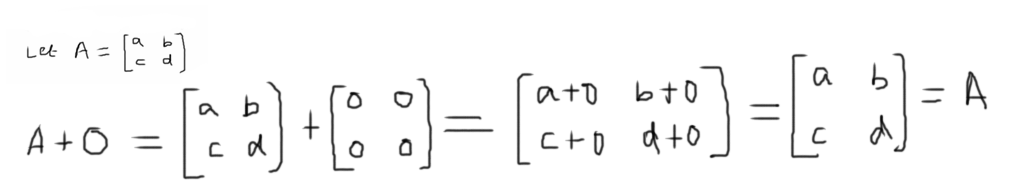 Let A = [a b; c d]
A + O = [a b; c d] + [0 0; 0 0] = [a+0 b+0; c+0 d+0] = [a b; c d] = A